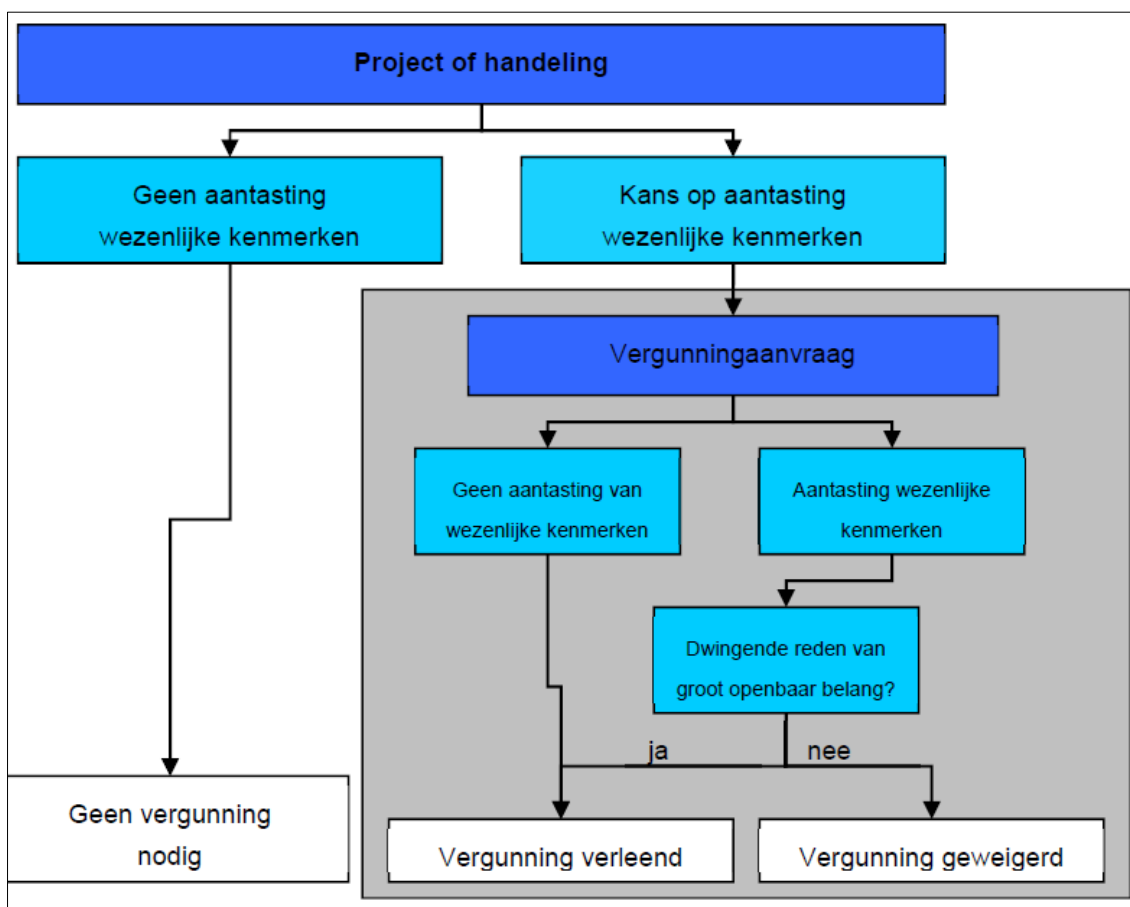 Project of handeling
Geen aantasting
wezenlijke kenmerken
Kans op aantasting
wezenlijke kenmerken
Vergunningaanvraag
Geen aantasting van
wezenlijke kenmerken
Aantasting wezenlijke
kenmerken
Dwingende reden van
groot openbaar belang?
ja
nee
Geen vergunning
nodig
Vergunning verleend
Vergunning geweigerd